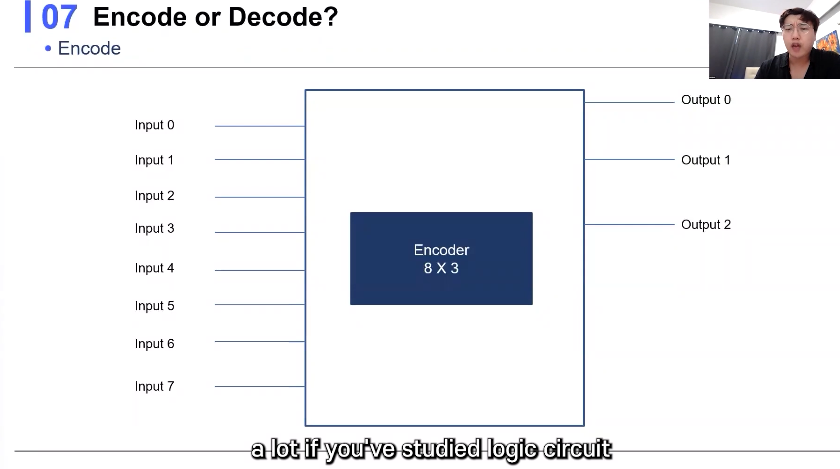 07 Encode or Decode?
• Encode
Input 0
Input 1
Input 2
Input 3
Input 4
Input 5
Input 6
Input 7
Encoder
8 X 3
Output 0
Output 1
Output 2
a lot if you've studied logic circuit